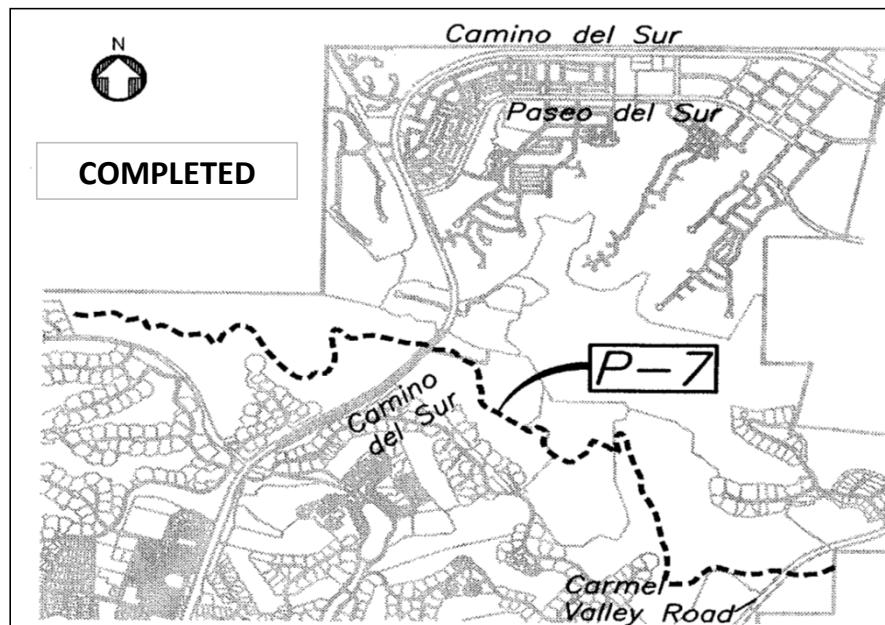 Camino del Sur
N
Paseo del Sur
COMPLETED
P-7
Camino
del Sur
Carmel
Valley Road